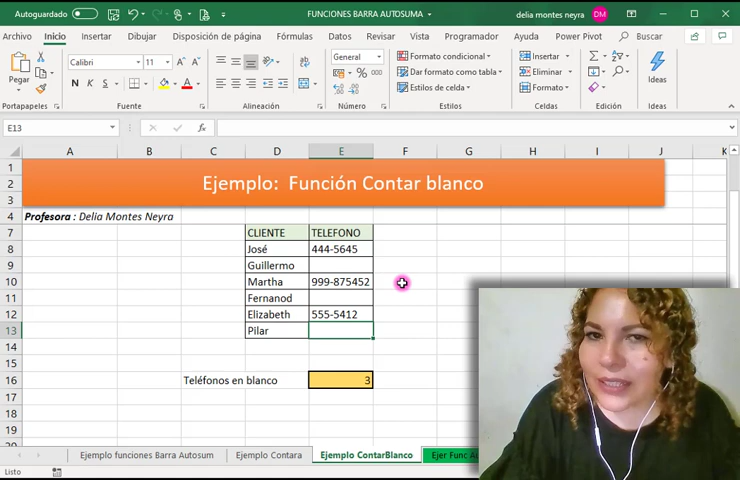 Autoguardado
FUNCIONES BARRA AUTOSUMA
delia montes neyra
DM
Archivo
Inicio
Insertar
Dibujar
Disposición de página
Fórmulas
Datos
Revisar
Vista
Programador
Ayuda
Power Pivot
Buscar
Pegar
Calibri
11
N K S
General
Formato condicional
Dar formato como tabla
Estilos de celda
Insertar
Eliminar
Formato
Ideas
Portapapeles
Fuente
Alineación
Número
Estilos
Celdas
Edición
Ideas
E13
fx
A B C D E F G H I J K
1
2 Ejemplo: Función Contar blanco
3
4 Profesora : Delia Montes Neyra
7 CLIENTE TELEFONO
8 José 444-5645
9 Guillermo
10 Martha 999-875452
11 Fernanod
12 Elizabeth 555-5412
13 Pilar
14
15
16 Teléfonos en blanco 3
17
18
19
20
Ejemplo funciones Barra Autosum
Ejemplo Contara
Ejemplo ContarBlanco
Ejer Func
Listo